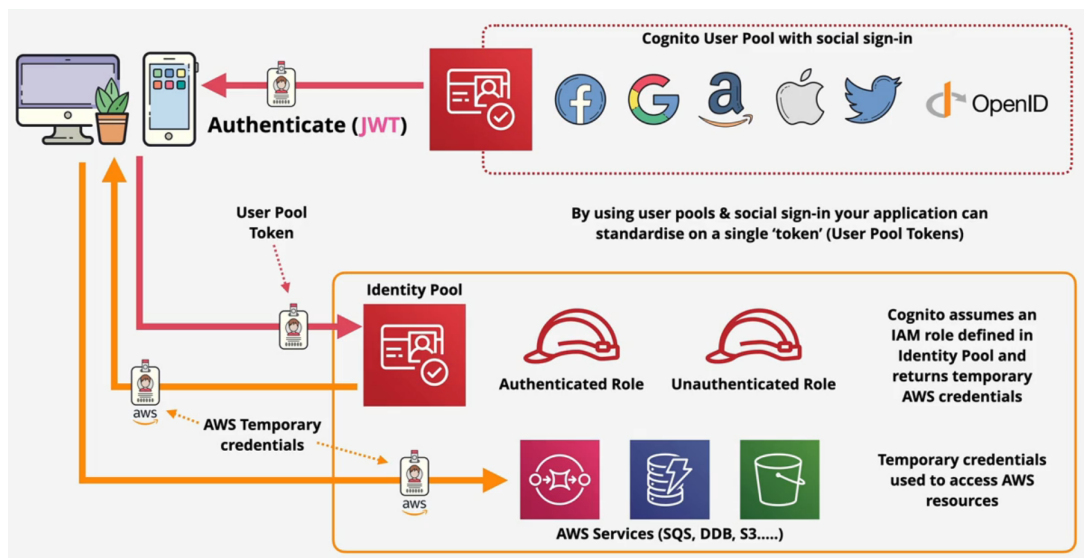 Cognito User Pool with social sign-in
f
G
a
OpenID
Authenticate (JWT)
User Pool
Token
By using user pools & social sign-in your application can
standardise on a single ‘token’ (User Pool Tokens)
Identity Pool
Authenticated Role
Unauthenticated Role
Cognito assumes an
IAM role defined in
Identity Pool and
returns temporary
AWS credentials
aws
AWS Temporary
credentials
aws
Temporary credentials
used to access AWS
resources
AWS Services (SQS, DDB, S3.....)